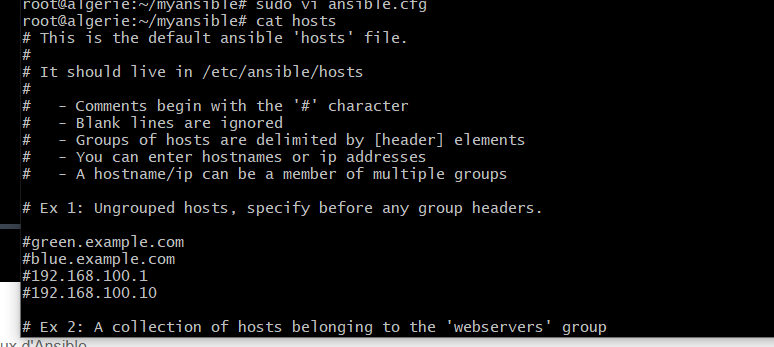 root@algerie:~/myansible# sudo vi ansible.cfg
root@algerie:~/myansible# cat hosts
# This is the default ansible 'hosts' file.
#
# It should live in /etc/ansible/hosts
#
#   - Comments begin with the '#' character
#   - Blank lines are ignored
#   - Groups of hosts are delimited by [header] elements
#   - You can enter hostnames or ip addresses
#   - A hostname/ip can be a member of multiple groups

# Ex 1: Ungrouped hosts, specify before any group headers.

#green.example.com
#blue.example.com
#192.168.100.1
#192.168.100.10

# Ex 2: A collection of hosts belonging to the 'webservers' group
ux d'Ansible